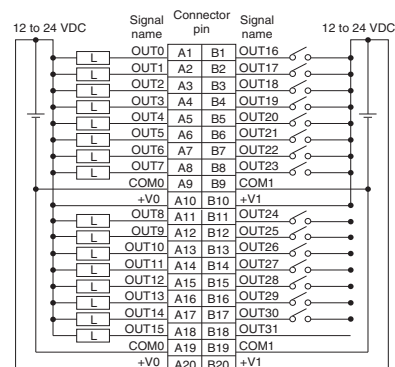 Signal name Connector pin Signal name
12 to 24 VDC 12 to 24 VDC
L OUT0 A1 B1 OUT16
L OUT1 A2 B2 OUT17
L OUT2 A3 B3 OUT18
L OUT3 A4 B4 OUT19
L OUT4 A5 B5 OUT20
L OUT5 A6 B6 OUT21
L OUT6 A7 B7 OUT22
L OUT7 A8 B8 OUT23
COM0 A9 B9 COM1
+V0 A10 B10 +V1
L OUT8 A11 B11 OUT24
L OUT9 A12 B12 OUT25
L OUT10 A13 B13 OUT26
L OUT11 A14 B14 OUT27
L OUT12 A15 B15 OUT28
L OUT13 A16 B16 OUT29
L OUT14 A17 B17 OUT30
L OUT15 A18 B18 OUT31
COM0 A19 B19 COM1
+V0 A20 B20 +V1